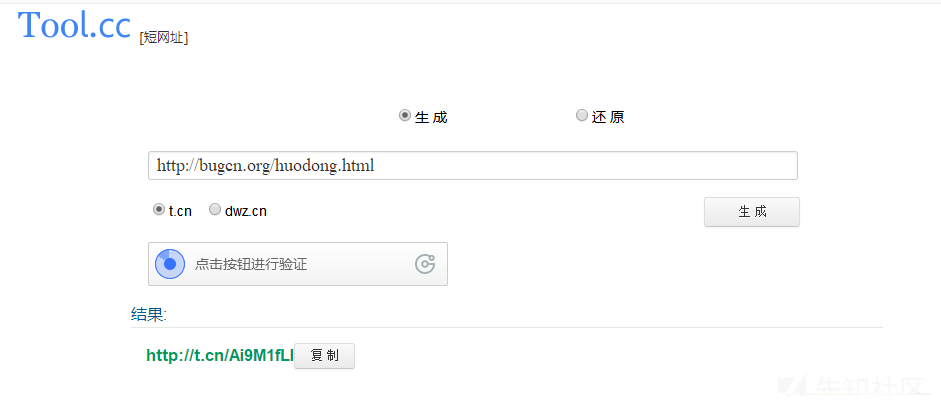 Tool.cc [短网址]
生 成 还 原
http://bugcn.org/huodong.html
t.cn dwz.cn 生 成
点击按钮进行验证
结果:
http://t.cn/Ai9M1fLl 复 制
先知社区